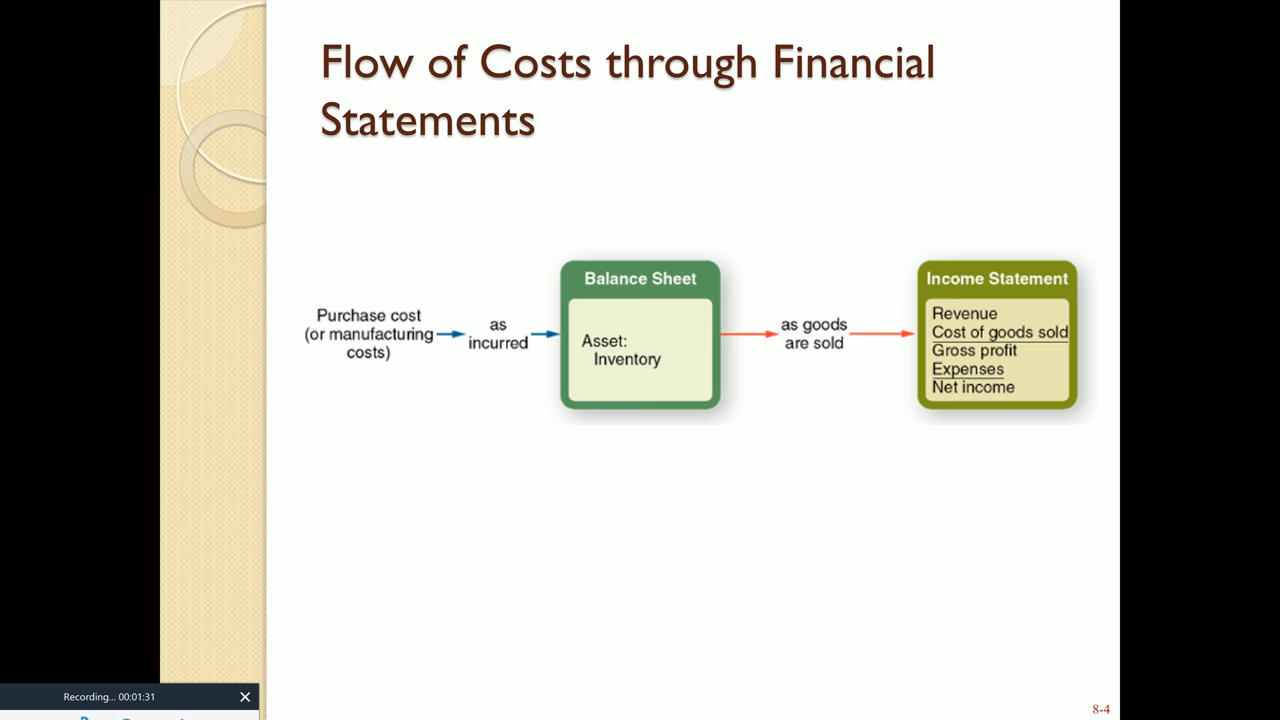 Flow of Costs through Financial
Statements
Purchase cost
(or manufacturing
costs)
as
incurred
Balance Sheet
Asset:
Inventory
as goods
are sold
Income Statement
Revenue
Cost of goods sold
Gross profit
Expenses
Net income
Recording... 00:01:31
8-4